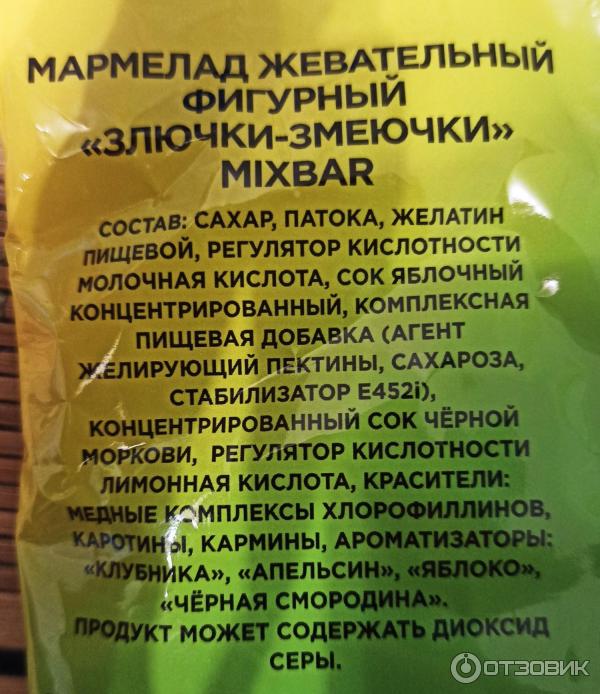 МАРМЕЛАД ЖЕВАТЕЛЬНЫЙ
ФИГУРНЫЙ
«ЗЛЮЧКИ-ЗМЕЮЧКИ»
MIXBAR
СОСТАВ: САХАР, ПАТОКА, ЖЕЛАТИН
ПИЩЕВОЙ, РЕГУЛЯТОР КИСЛОТНОСТИ
МОЛОЧНАЯ КИСЛОТА, СОК ЯБЛОЧНЫЙ
КОНЦЕНТРИРОВАННЫЙ, КОМПЛЕКСНАЯ
ПИЩЕВАЯ ДОБАВКА (АГЕНТ
ЖЕЛИРУЮЩИЙ ПЕКТИНЫ, САХАРОЗА,
СТАБИЛИЗАТОР Е452i),
КОНЦЕНТРИРОВАННЫЙ СОК ЧЁРНОЙ
МОРКОВИ, РЕГУЛЯТОР КИСЛОТНОСТИ
ЛИМОННАЯ КИСЛОТА, КРАСИТЕЛИ:
МЕДНЫЕ КОМПЛЕКСЫ ХЛОРОФИЛЛИНОВ,
КАРОТИНЫ, КАРМИНЫ, АРОМАТИЗАТОРЫ:
«КЛУБНИКА», «АПЕЛЬСИН», «ЯБЛОКО»,
«ЧЁРНАЯ СМОРОДИНА».
ПРОДУКТ МОЖЕТ СОДЕРЖАТЬ ДИОКСИД
СЕРЫ.
ОТЗОВИК